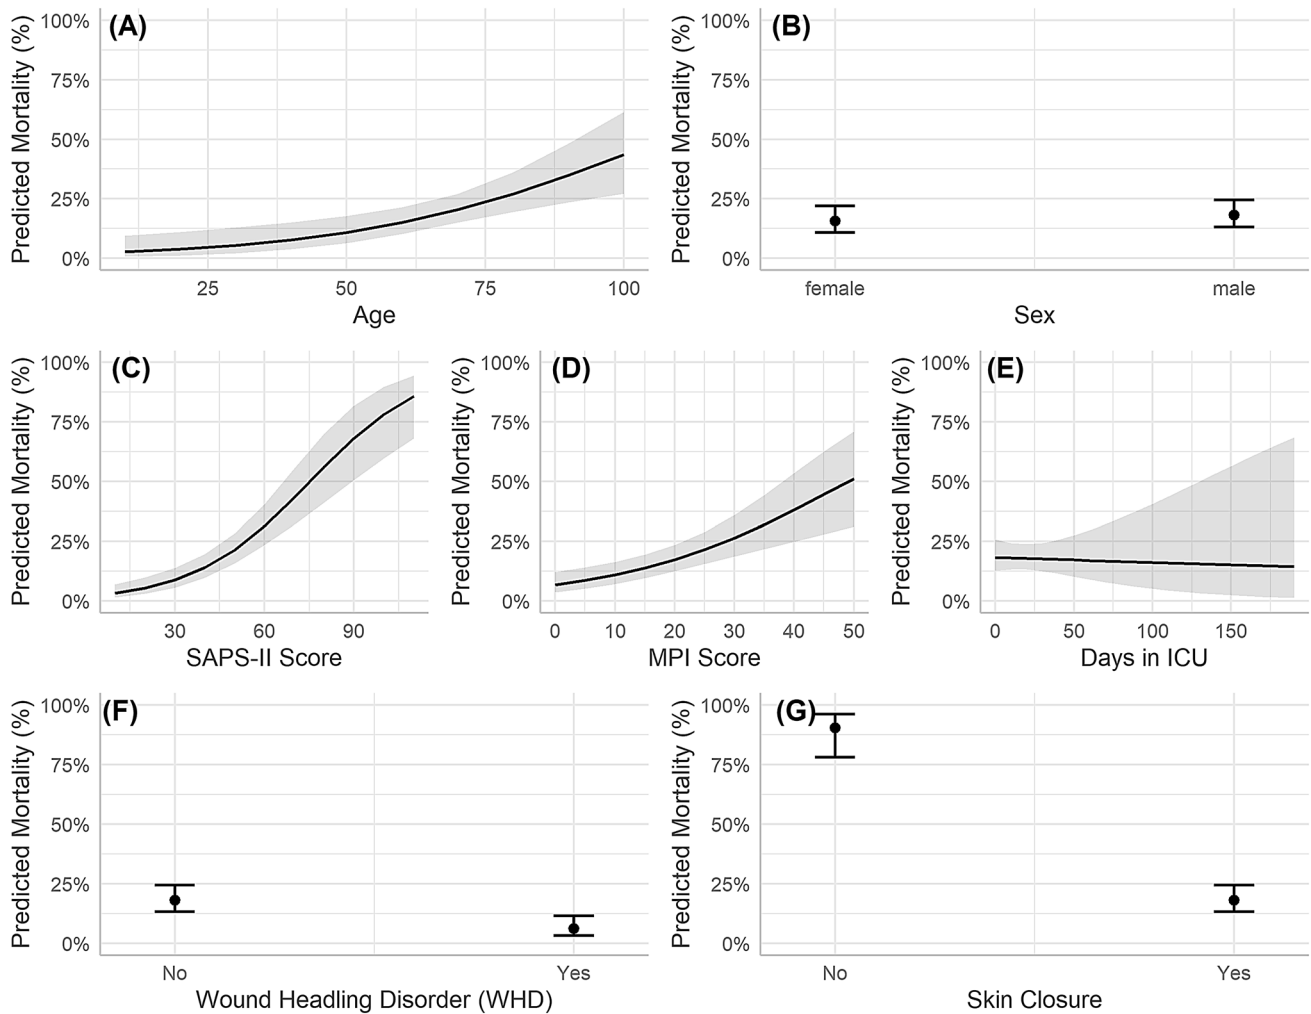 (A)
Predicted Mortality (%)
100%
75%
50%
25%
0%
25 50 75 100
Age
(B)
Predicted Mortality (%)
100%
75%
50%
25%
0%
female male
Sex
(C)
Predicted Mortality (%)
100%
75%
50%
25%
0%
30 60 90
SAPS-II Score
(D)
Predicted Mortality (%)
100%
75%
50%
25%
0%
0 10 20 30 40 50
MPI Score
(E)
Predicted Mortality (%)
100%
75%
50%
25%
0%
0 50 100 150
Days in ICU
(F)
Predicted Mortality (%)
100%
75%
50%
25%
0%
No Yes
Wound Headling Disorder (WHD)
(G)
Predicted Mortality (%)
100%
75%
50%
25%
0%
No Yes
Skin Closure